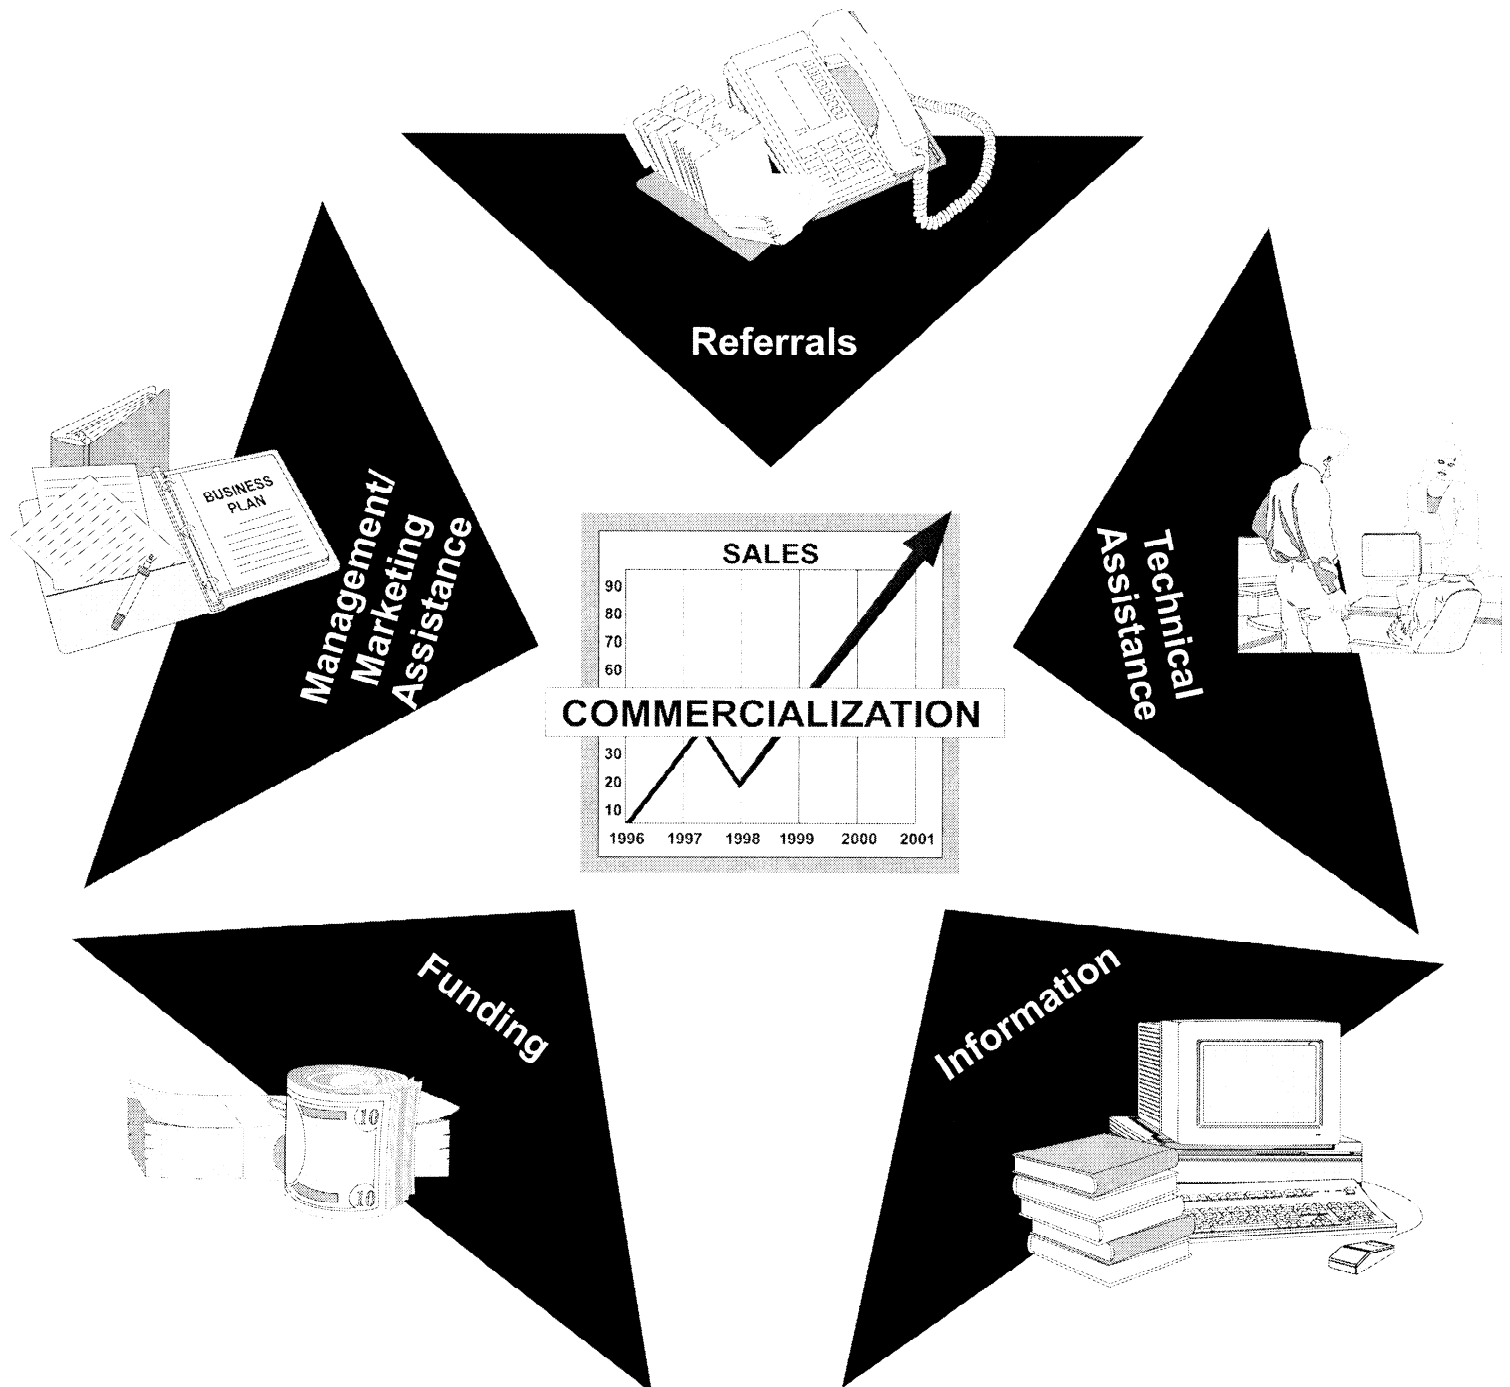 Referrals
BUSINESS
PLAN
Management/
Marketing
Assistance
Technical
Assistance
SALES
90
80
70
60
COMMERCIALIZATION
30
20
10
1996 1997 1998 1999 2000 2001
Funding
Information
10
10